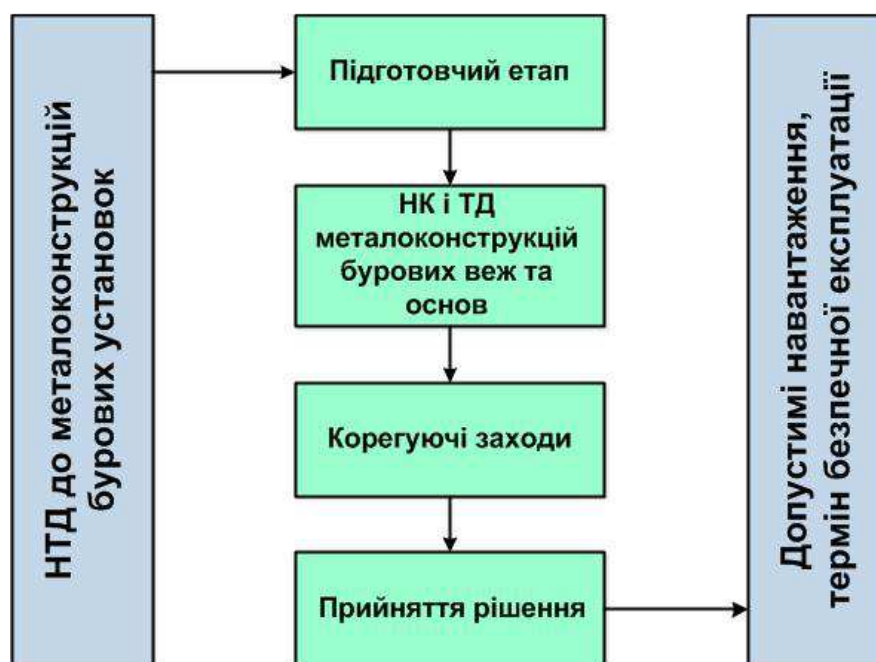 НТД до металоконструкцій
бурових установок
Підготовчий етап
НК і ТД
металоконструкцій
бурових веж та
основ
Корегуючі заходи
Прийняття рішення
Допустимі навантаження,
термін безпечної експлуатації